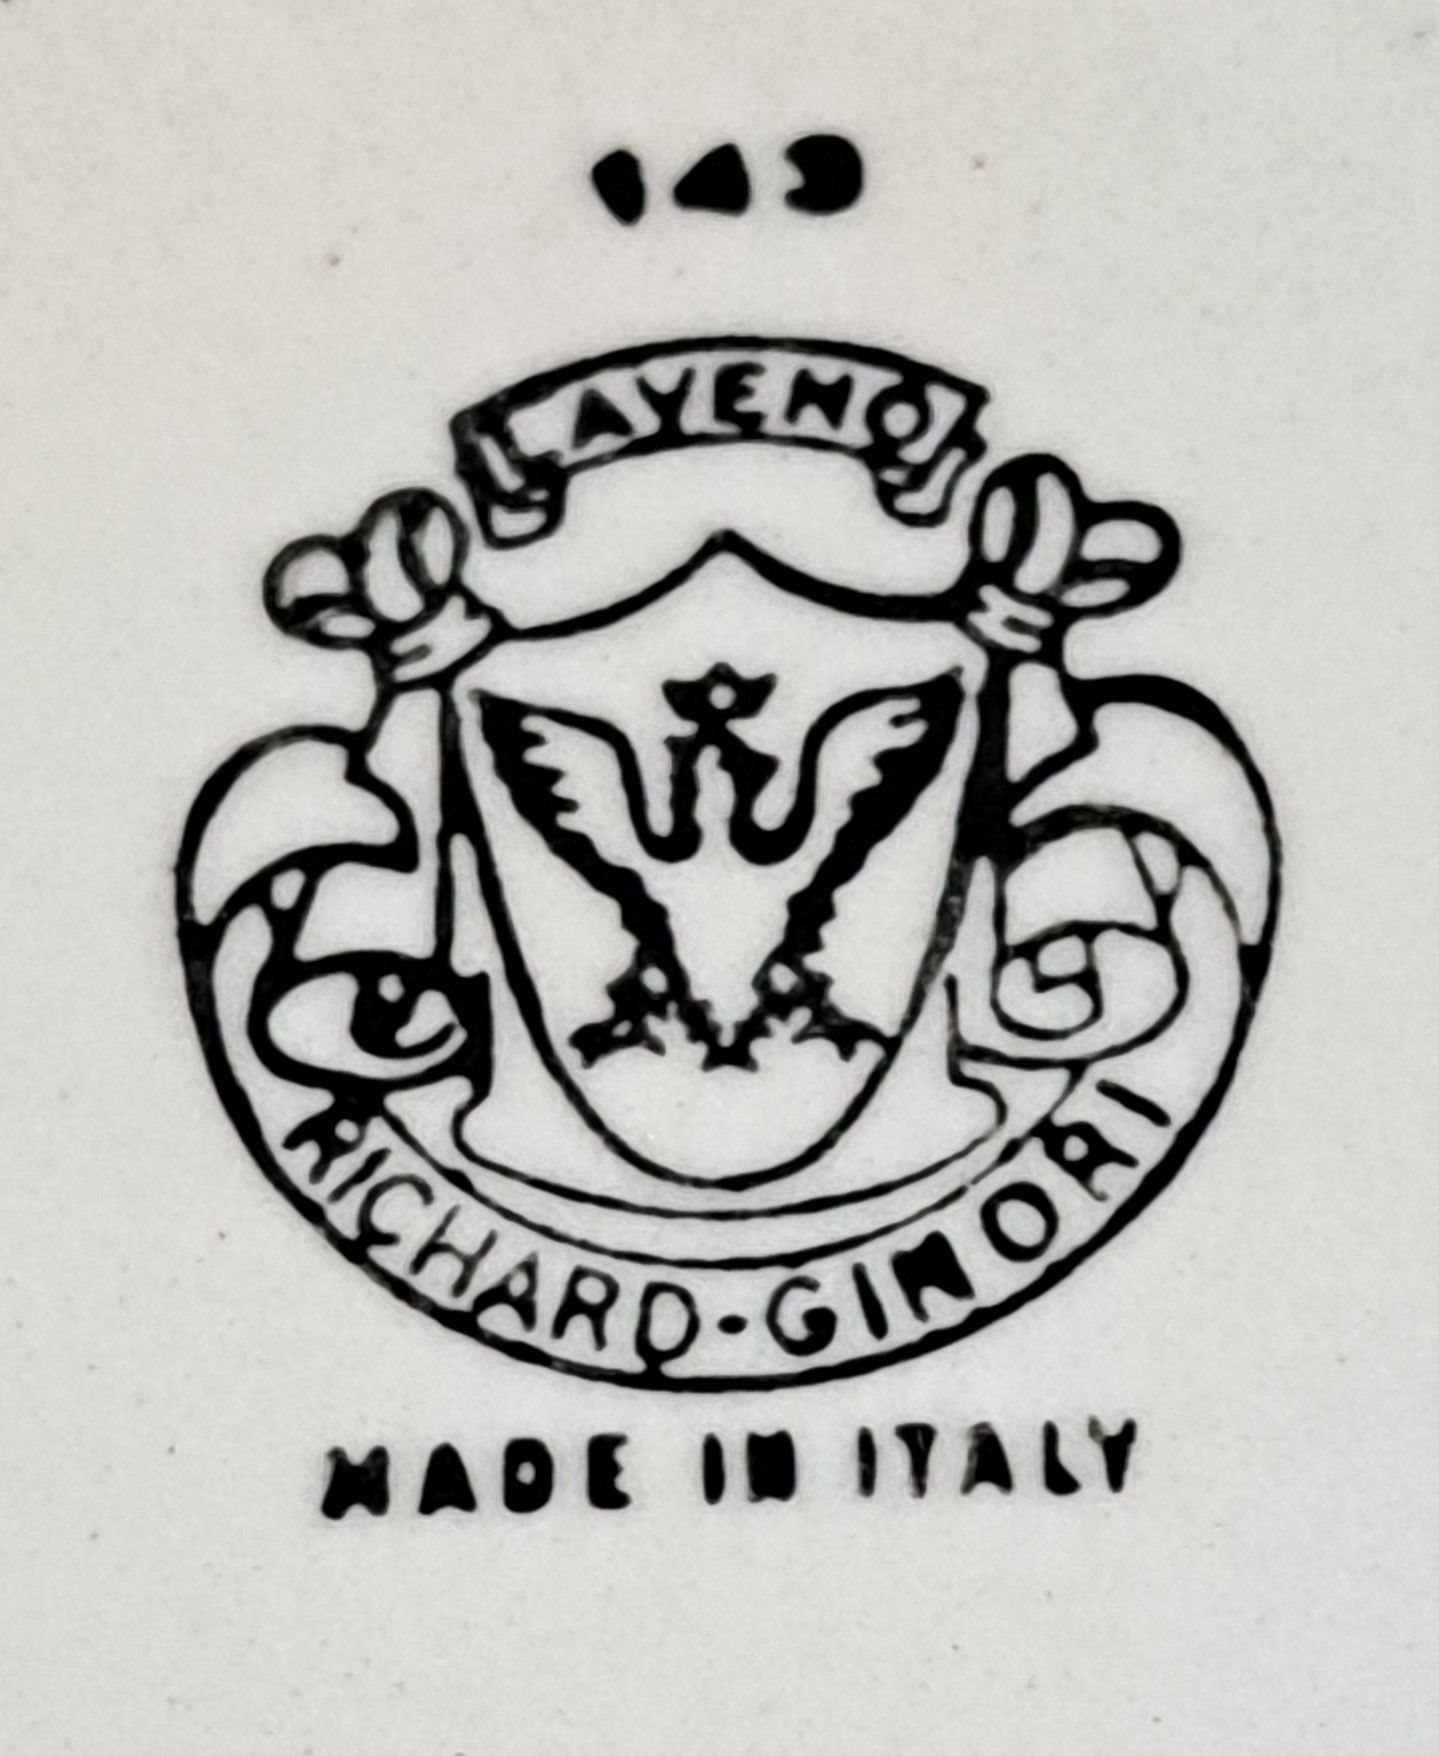 143
LAVENO
RICHARD-GINORI
MADE IN ITALY